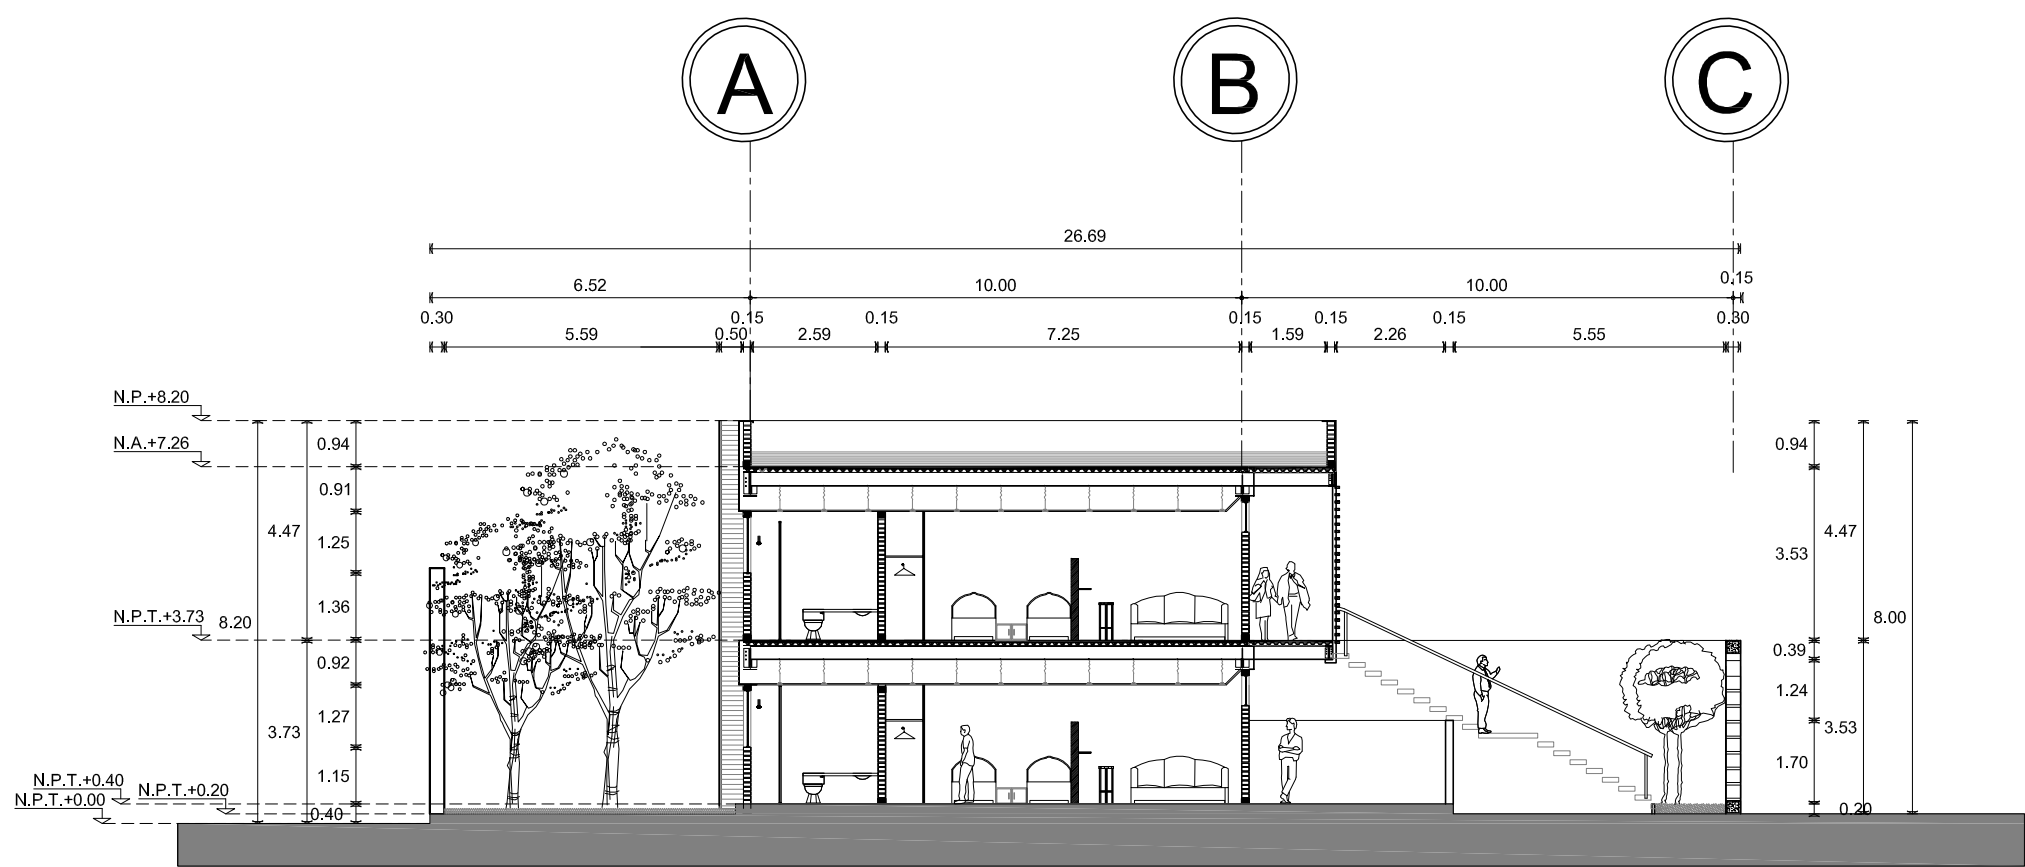 A B C
26.69
6.52 10.00 10.00 0.15
0.30 0.15 0.15 0.15 0.15 0.15 0.30
5.59 0.50 2.59 7.25 1.59 2.26 5.55
N.P.+8.20
N.A.+7.26
0.94 0.94
0.91
4.47 1.25 3.53 4.47
1.36
N.P.T.+3.73 8.20 8.00
0.92 0.39
1.24
3.73 1.27 3.53
1.15 1.70
N.P.T.+0.40
N.P.T.+0.20
N.P.T.+0.00
0.40 0.20